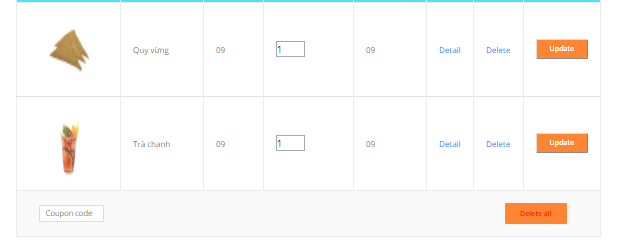 Quy vừng 09 1 09 Detail Delete Update
Trà chanh 09 1 09 Detail Delete Update
Coupon code Delete all